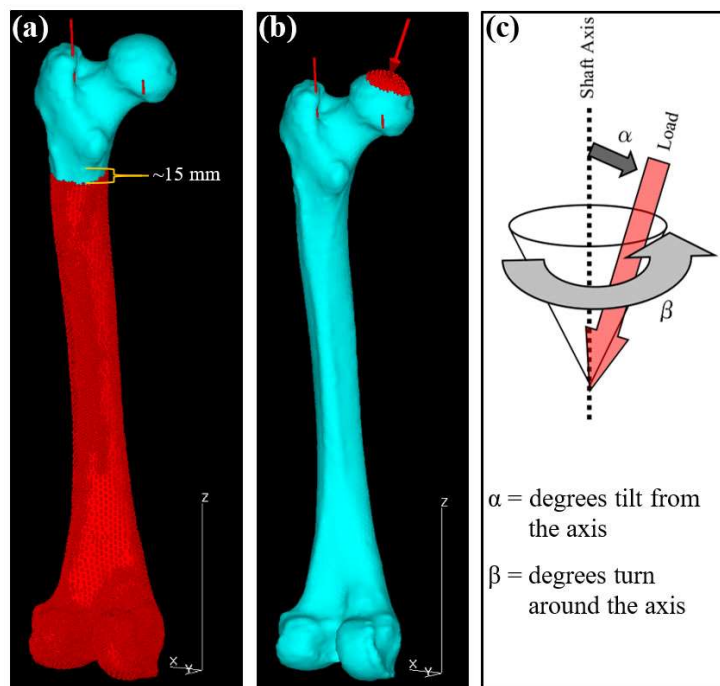 (a)
~15 mm
z
x
y
(b)
z
x
y
(c)
Shaft Axis
α
Load
β
α = degrees tilt from
the axis
β = degrees turn
around the axis